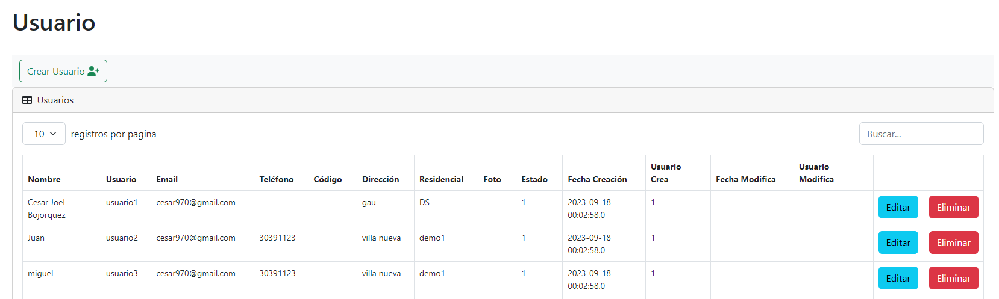 Usuario
Crear Usuario
Usuarios
10 registros por pagina Buscar...
Nombre Usuario Email Teléfono Código Dirección Residencial Foto Estado Fecha Creación Usuario Crea Fecha Modifica Usuario Modifica
Cesar Joel Bojorquez usuario1 cesar970@gmail.com gau DS 1 2023-09-18 00:02:58.0 1 Editar Eliminar
Juan usuario2 cesar970@gmail.com 30391123 villa nueva demo1 1 2023-09-18 00:02:58.0 1 Editar Eliminar
miguel usuario3 cesar970@gmail.com 30391123 villa nueva demo1 1 2023-09-18 00:02:58.0 1 Editar Eliminar